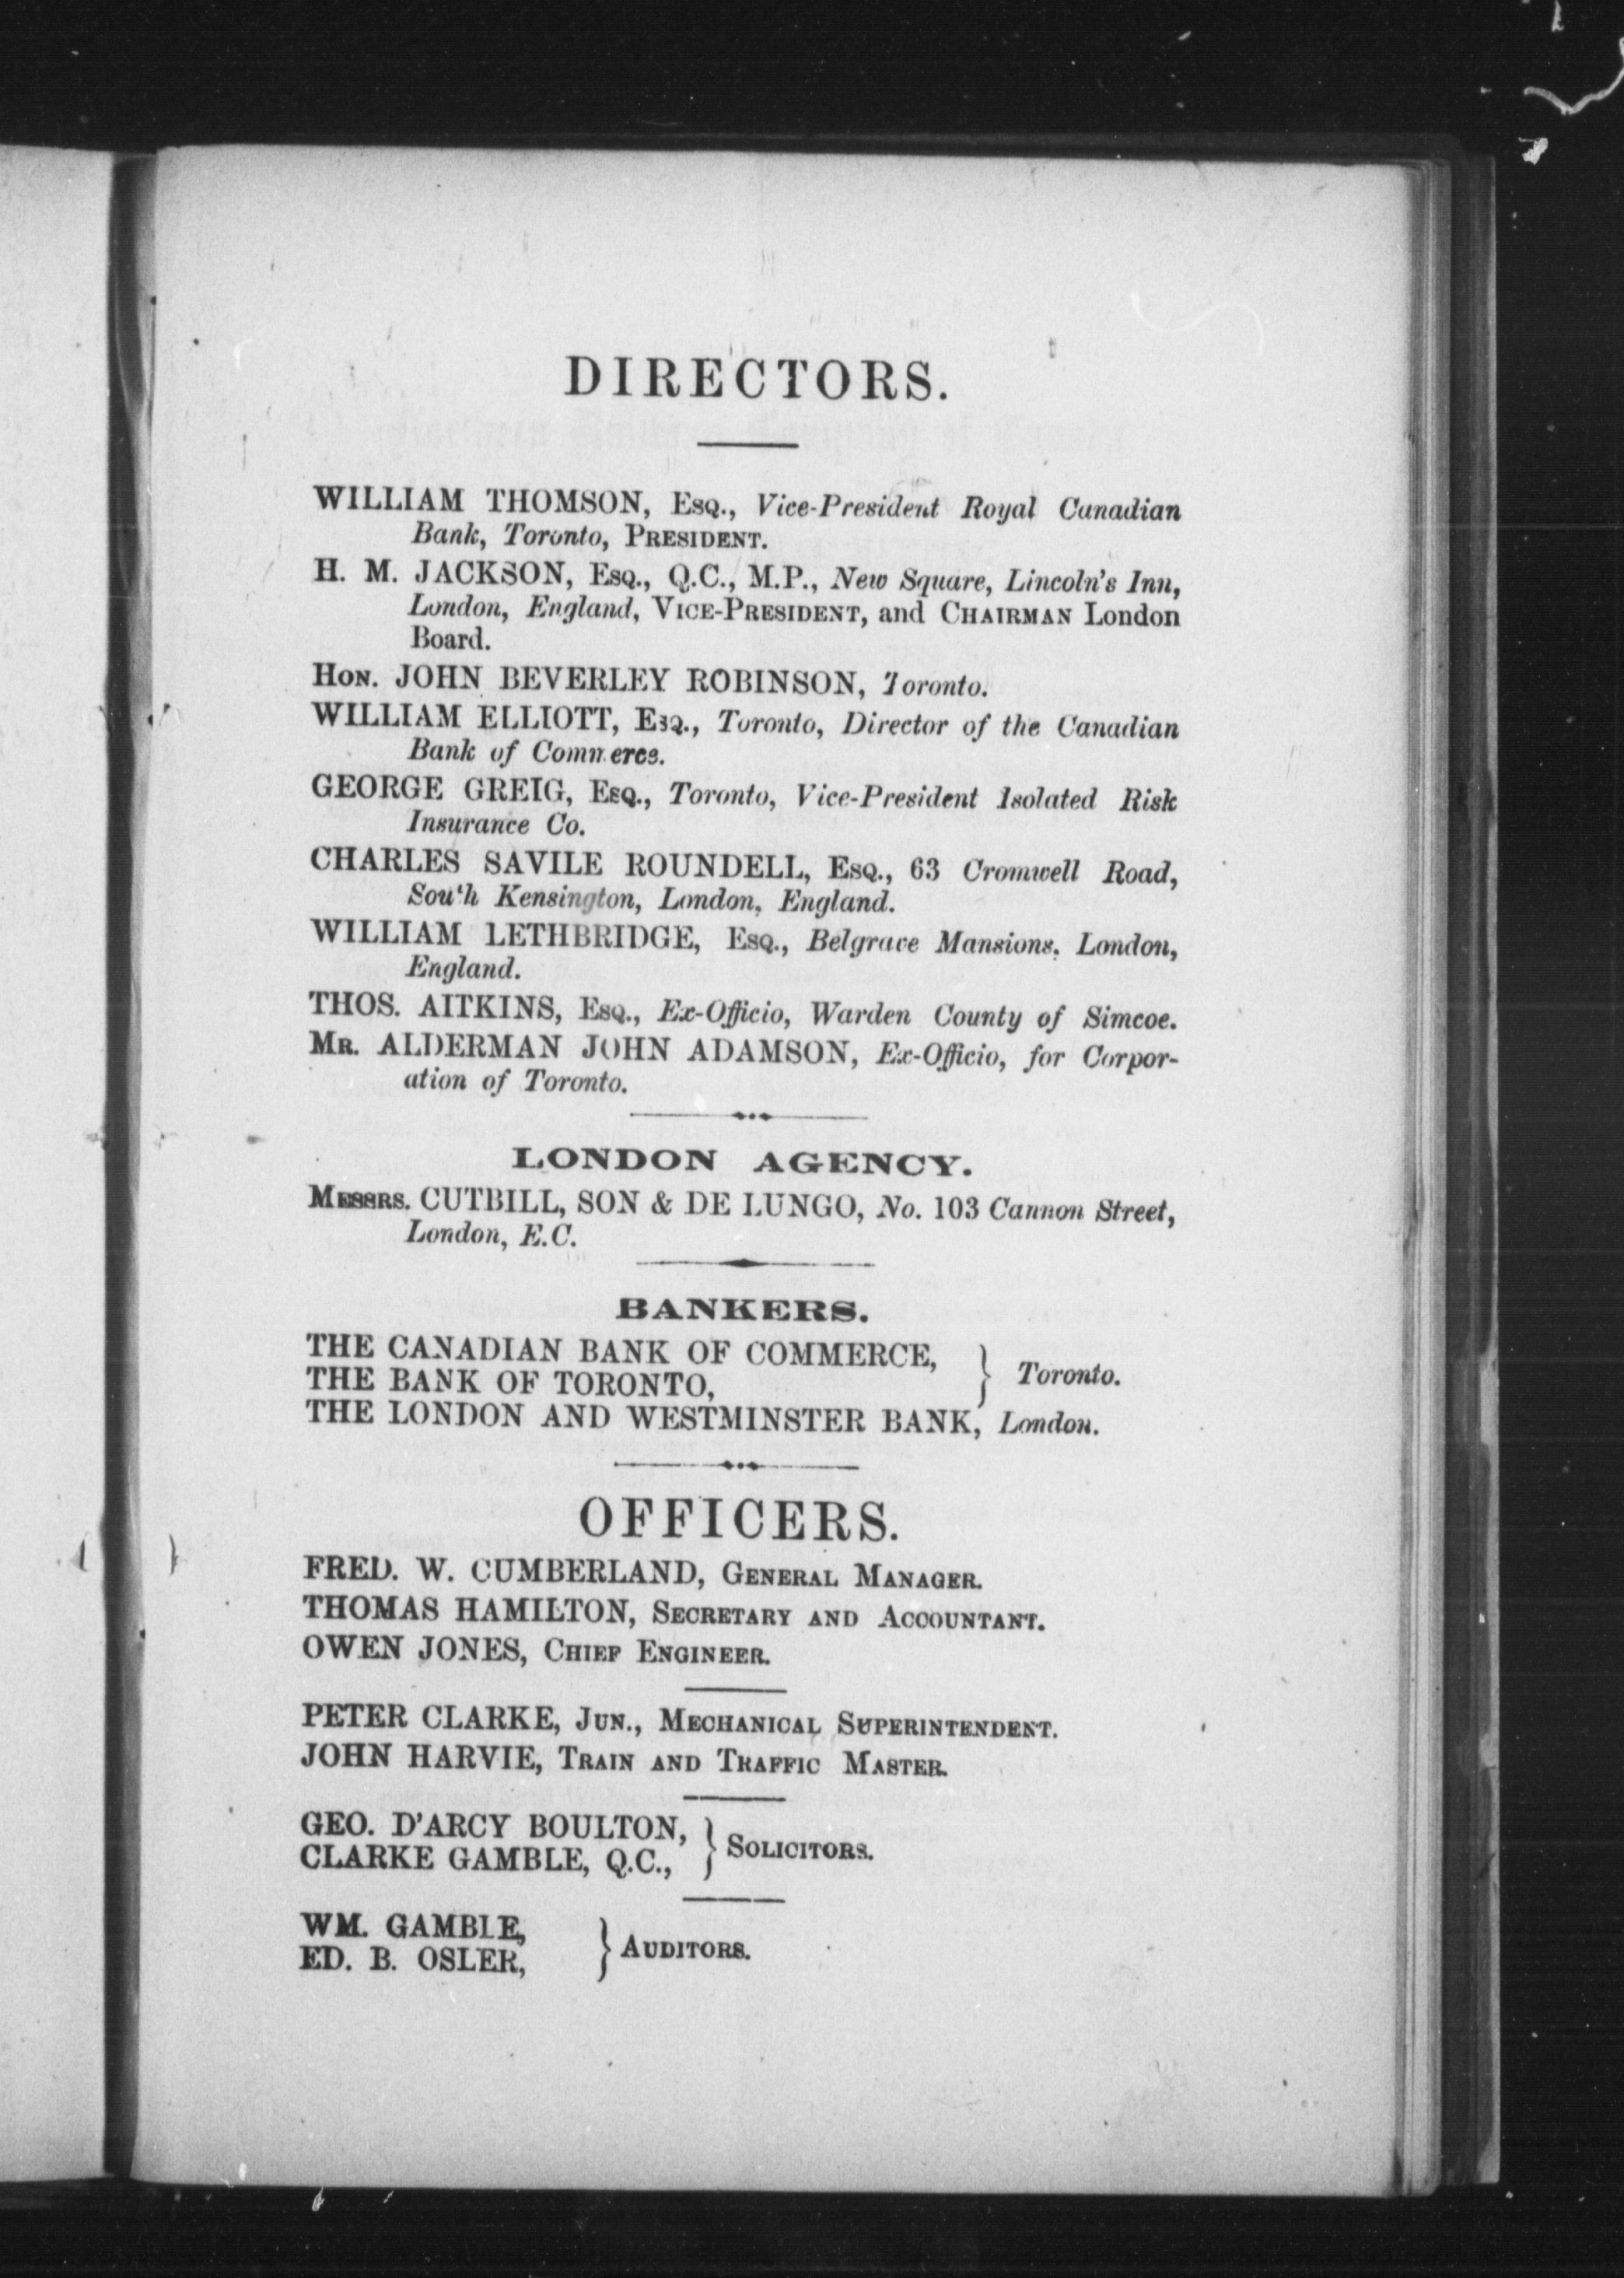 DIRECTORS.
WILLIAM THOMSON, Esq., Vice-President Royal Canadian
Bank, Toronto, President.
H. M. JACKSON, Esq., Q.C., M.P., New Square, Lincoln's Inn,
London, England, Vice-President, and Chairman London
Board.
Hon. JOHN BEVERLEY ROBINSON, Toronto.
WILLIAM ELLIOTT, Esq., Toronto, Director of the Canadian
Bank of Commerce.
GEORGE GREIG, Esq., Toronto, Vice-President Isolated Risk
Insurance Co.
CHARLES SAVILE ROUNDELL, Esq., 63 Cromwell Road,
South Kensington, London, England.
WILLIAM LETHBRIDGE, Esq., Belgrave Mansions, London,
England.
THOS. AITKINS, Esq., Ex-Officio, Warden County of Simcoe.
Mr. ALDERMAN JOHN ADAMSON, Ex-Officio, for Corpor-
ation of Toronto.
LONDON AGENCY.
Messrs. CUTBILL, SON & DE LUNGO, No. 103 Cannon Street,
London, E.C.
BANKERS.
THE CANADIAN BANK OF COMMERCE,
THE BANK OF TORONTO,
} Toronto.
THE LONDON AND WESTMINSTER BANK, London.
OFFICERS.
FRED. W. CUMBERLAND, General Manager.
THOMAS HAMILTON, Secretary and Accountant.
OWEN JONES, Chief Engineer.
PETER CLARKE, Jun., Mechanical Superintendent.
JOHN HARVIE, Train and Traffic Master.
GEO. D'ARCY BOULTON,
CLARKE GAMBLE, Q.C.,
} Solicitors.
WM. GAMBLE,
ED. B. OSLER,
} Auditors.